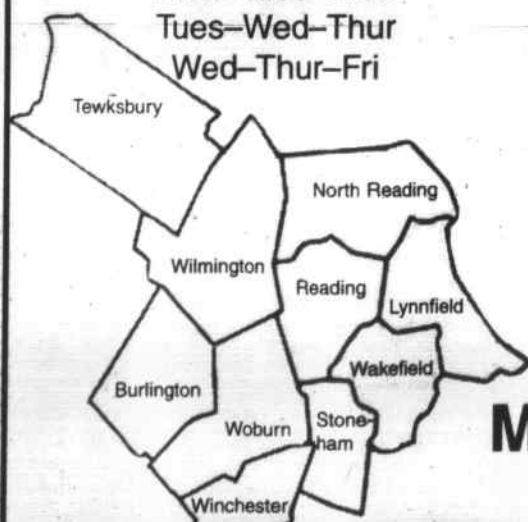 Tues–Wed–Thur
Wed–Thur–Fri
Tewksbury
North Reading
Wilmington
Reading
Lynnfield
Wakefield
Burlington
Stone-
ham
Woburn
M
Winchester